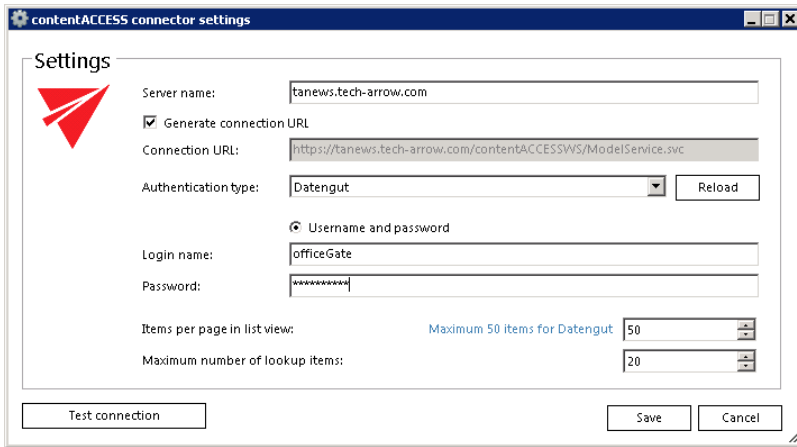 contentACCESS connector settings
Settings
Server name: tanews.tech-arrow.com
Generate connection URL
Connection URL: https://tanews.tech-arrow.com/contentACCESSWS/ModelService.svc
Authentication type: Datengut Reload
Username and password
Login name: officeGate
Password: **********
Items per page in list view: Maximum 50 items for Datengut 50
Maximum number of lookup items: 20
Test connection Save Cancel